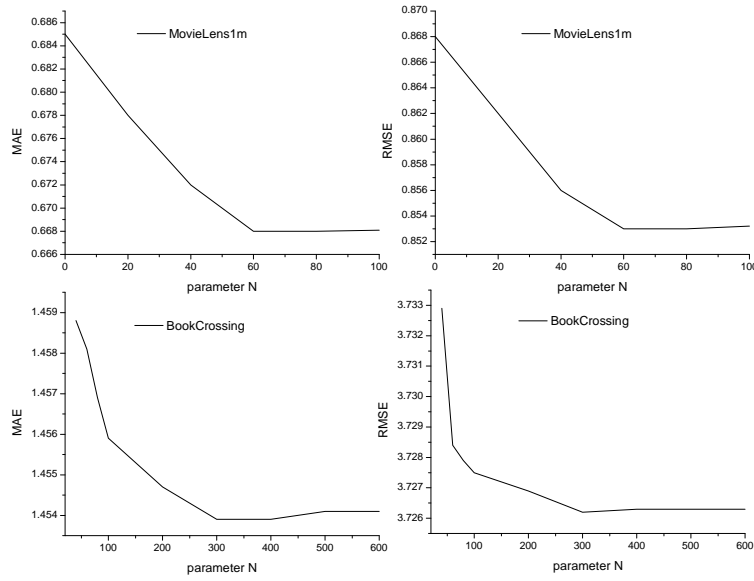 0.686
0.684
0.682
0.680
0.678
0.676
0.674
0.672
0.670
0.668
0.666
MAE
MovieLens1m
0 20 40 60 80 100
parameter N
0.870
0.868
0.866
0.864
0.862
0.860
0.858
0.856
0.854
0.852
RMSE
MovieLens1m
0 20 40 60 80 100
parameter N
1.459
1.458
1.457
1.456
1.455
1.454
MAE
BookCrossing
100 200 300 400 500 600
parameter N
3.733
3.732
3.731
3.730
3.729
3.728
3.727
3.726
RMSE
BookCrossing
100 200 300 400 500 600
parameter N